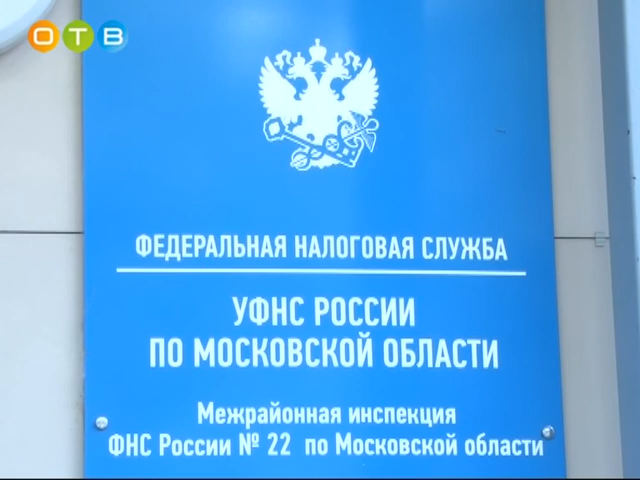 ОТВ
ФЕДЕРАЛЬНАЯ НАЛОГОВАЯ СЛУЖБА
УФНС РОССИИ
ПО МОСКОВСКОЙ ОБЛАСТИ
Межрайонная инспекция
ФНС России № 22 по Московской области